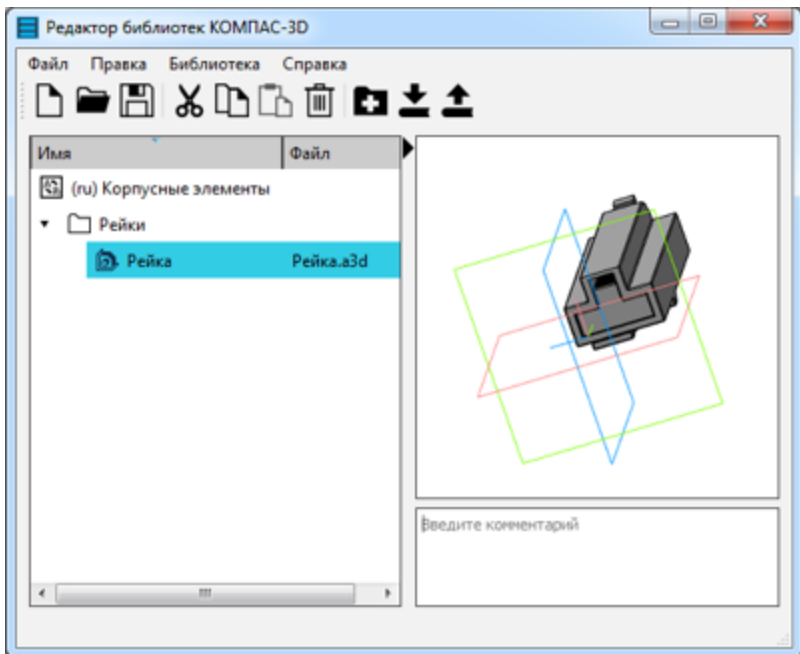 Редактор библиотек КОМПАС-3D
Файл Правка Библиотека Справка
Имя Файл
(ru) Корпусные элементы
Рейки
Рейка Рейка.a3d
Введите комментарий